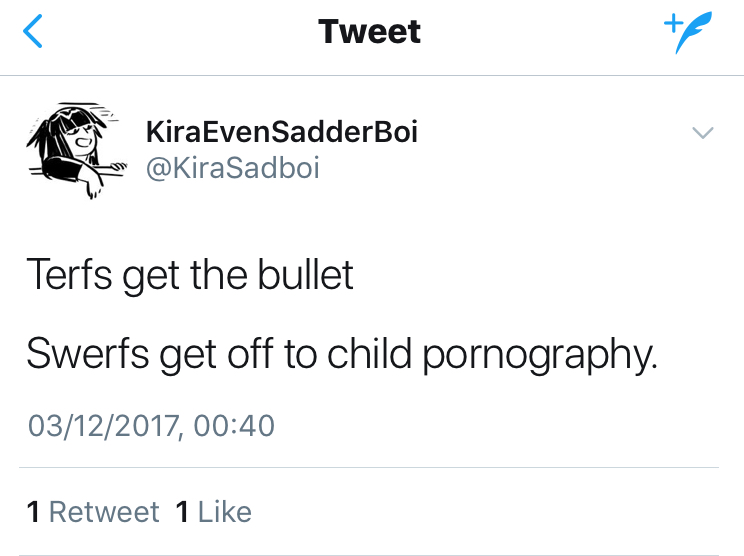 Tweet
KiraEvenSadderBoi
@KiraSadboi
Terfs get the bullet
Swerfs get off to child pornography.
03/12/2017, 00:40
1 Retweet 1 Like